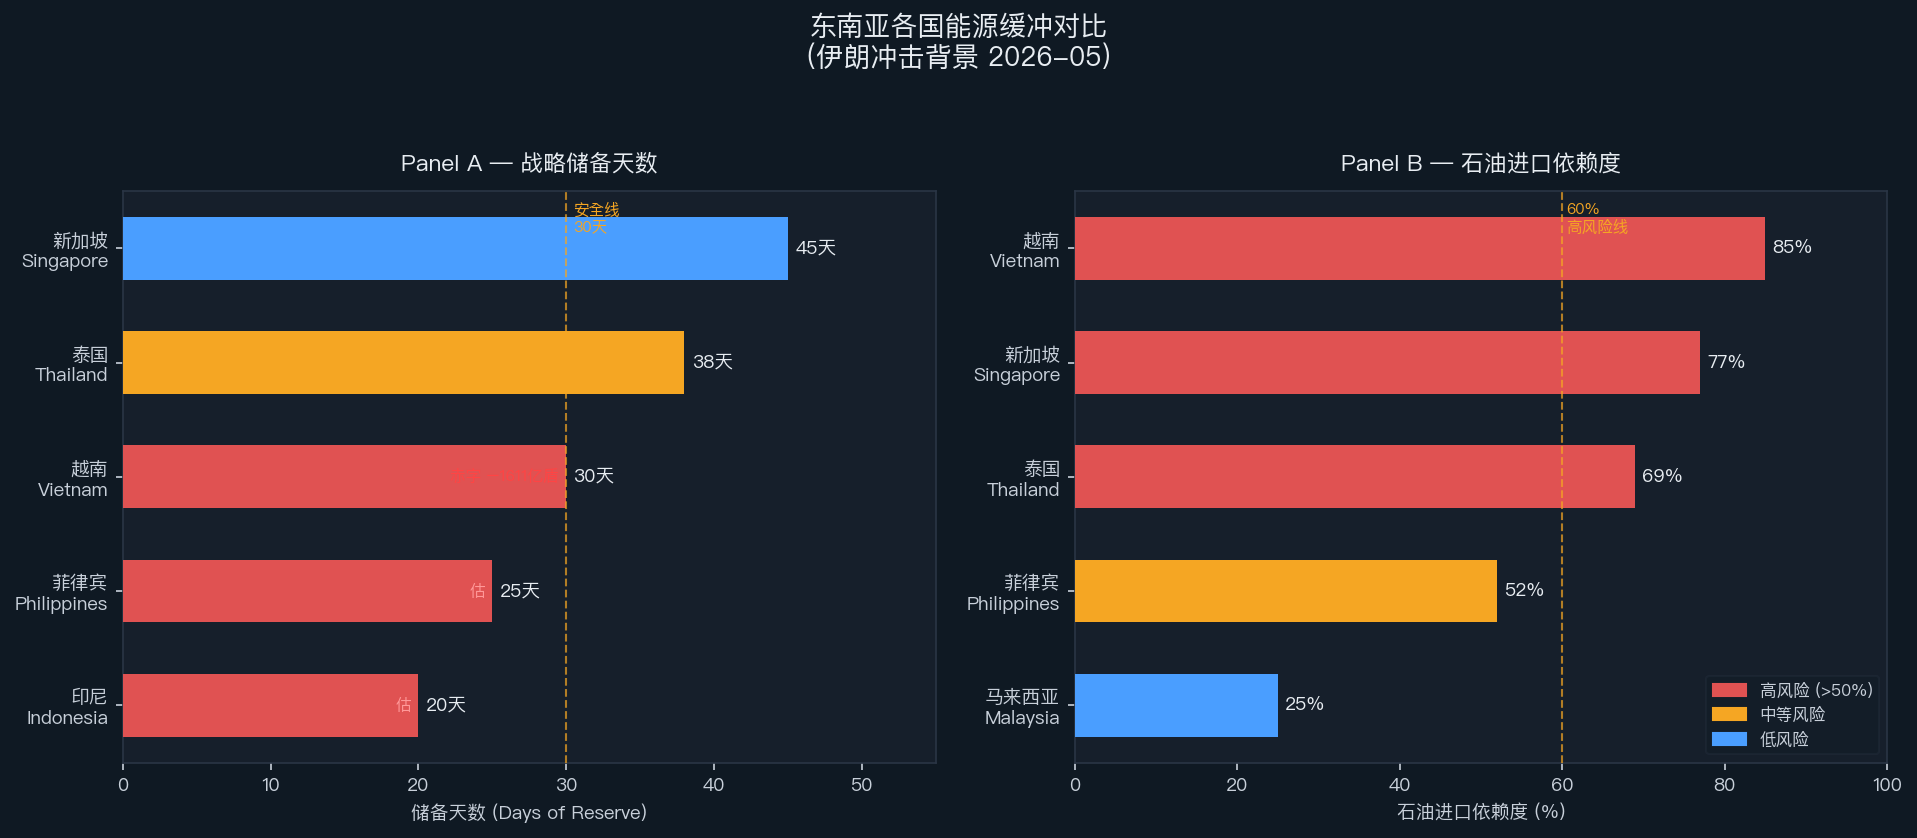 东南亚各国能源缓冲对比
(伊朗冲击背景 2026-05)
Panel A — 战略储备天数
安全线
30天
新加坡
Singapore
45天
泰国
Thailand
38天
越南
Vietnam
30天
菲律宾
Philippines
估
25天
印尼
Indonesia
估
20天
0 10 20 30 40 50
储备天数 (Days of Reserve)
Panel B — 石油进口依赖度
60%
高风险线
越南
Vietnam
85%
新加坡
Singapore
77%
泰国
Thailand
69%
菲律宾
Philippines
52%
马来西亚
Malaysia
25%
高风险 (>50%)
中等风险
低风险
0 20 40 60 80 100
石油进口依赖度 (%)